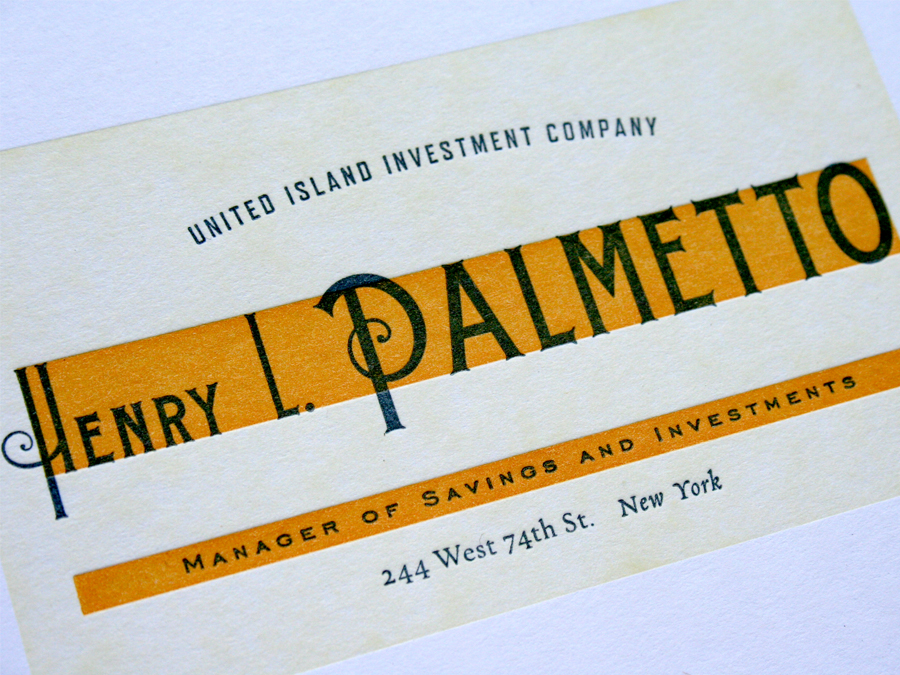 UNITED ISLAND INVESTMENT COMPANY
HENRY L. PALMETTO
MANAGER OF SAVINGS AND INVESTMENTS
244 West 74th St. New York